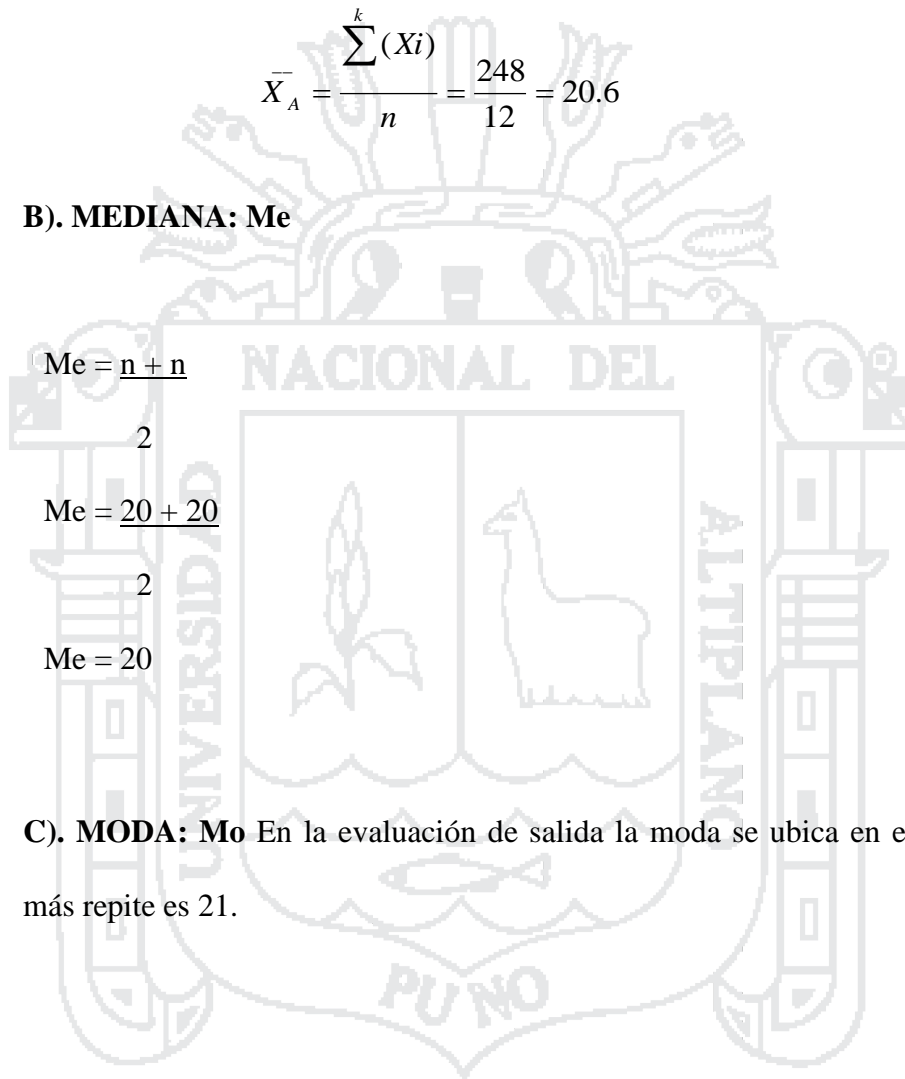 X̄_A = ∑^k (Xi) / n = 248 / 12 = 20.6
B). MEDIANA: Me
Me = n + n
2
Me = 20 + 20
2
Me = 20
C). MODA: Mo En la evaluación de salida la moda se ubica en e
más repite es 21.
UNIVERSIDAD
NACIONAL DEL
ALTIPLANO
PUNO